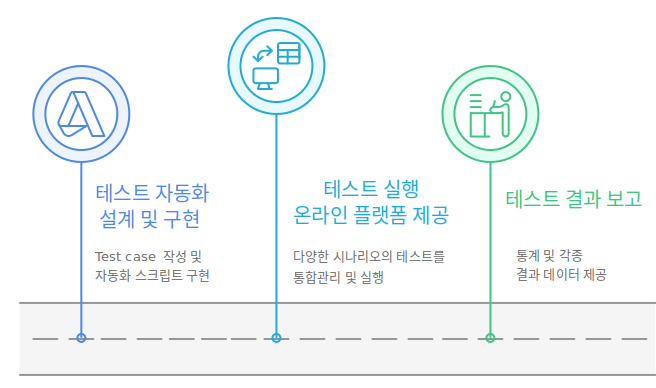 테스트 자동화
설계 및 구현
Test case 작성 및
자동화 스크립트 구현
테스트 실행
온라인 플랫폼 제공
다양한 시나리오의 테스트를
통합관리 및 실행
테스트 결과 보고
통계 및 각종
결과 데이터 제공